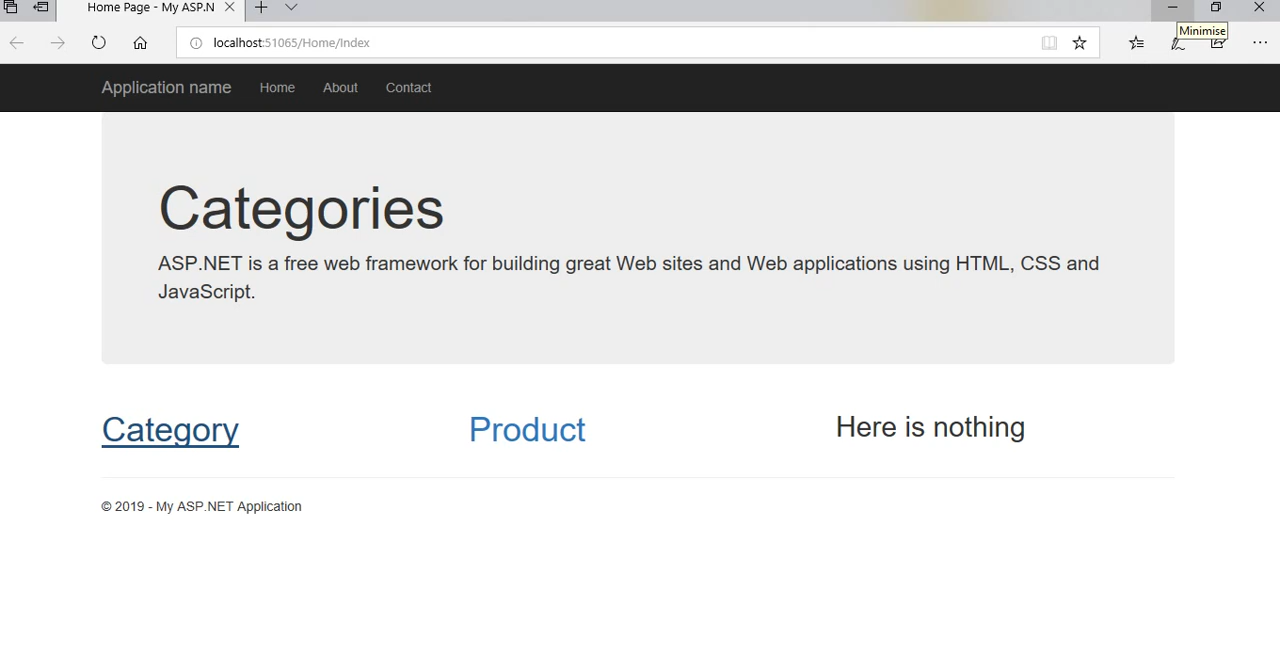 Home Page - My ASP.N
localhost:51065/Home/Index
Minimise
Application name Home About Contact
Categories
ASP.NET is a free web framework for building great Web sites and Web applications using HTML, CSS and
JavaScript.
Category Product Here is nothing
© 2019 - My ASP.NET Application